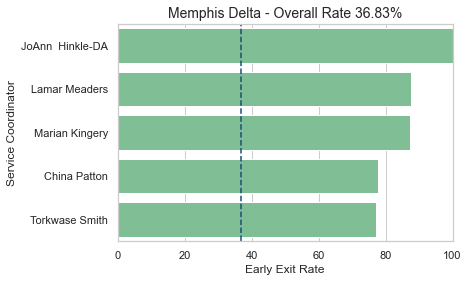 Memphis Delta - Overall Rate 36.83%
Service Coordinator
JoAnn  Hinkle-DA
Lamar Meaders
Marian Kingery
China Patton
Torkwase Smith
0 20 40 60 80 100
Early Exit Rate